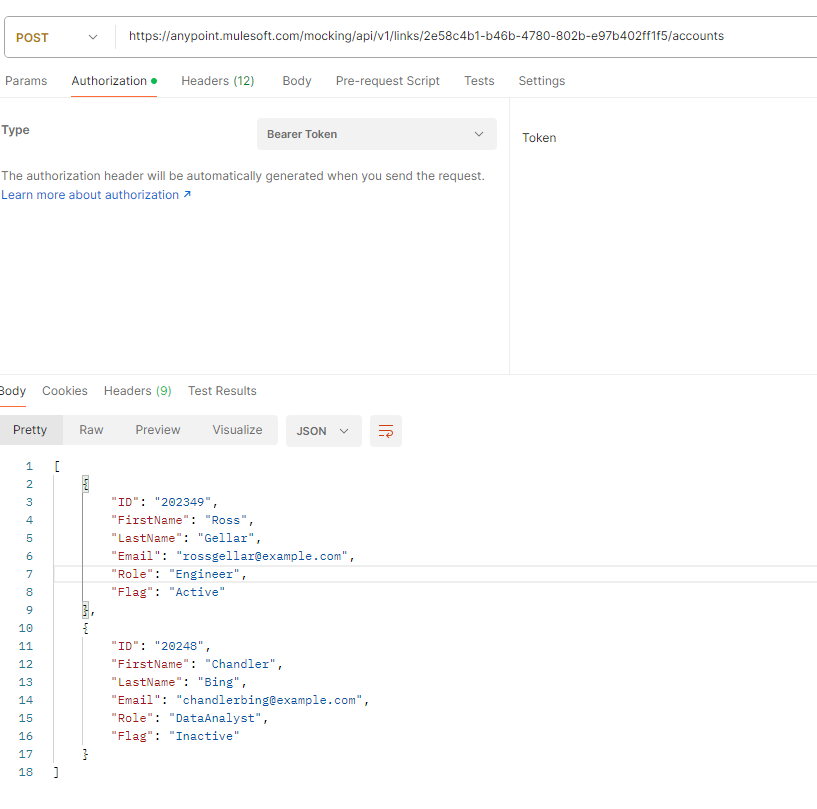 POST https://anypoint.mulesoft.com/mocking/api/v1/links/2e58c4b1-b46b-4780-802b-e97b402ff1f5/accounts
Params Authorization Headers (12) Body Pre-request Script Tests Settings
Type Bearer Token
Token
The authorization header will be automatically generated when you send the request.
Learn more about authorization ↗
Body Cookies Headers (9) Test Results
Pretty Raw Preview Visualize JSON
1 [
2 {
3 "ID": "202349",
4 "FirstName": "Ross",
5 "LastName": "Gellar",
6 "Email": "rossgellar@example.com",
7 "Role": "Engineer",
8 "Flag": "Active"
9 },
10 {
11 "ID": "20248",
12 "FirstName": "Chandler",
13 "LastName": "Bing",
14 "Email": "chandlerbing@example.com",
15 "Role": "DataAnalyst",
16 "Flag": "Inactive"
17 }
18 ]